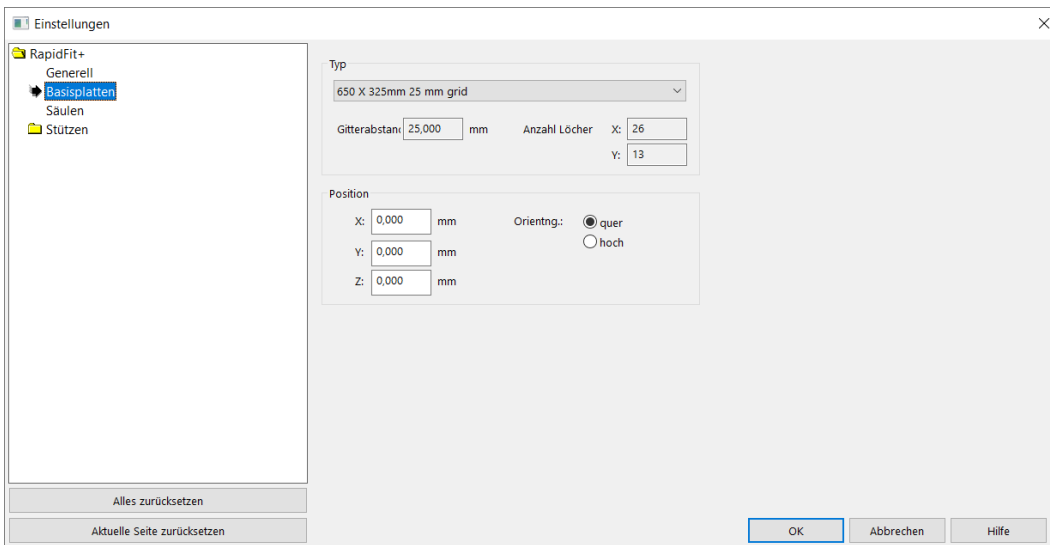 Einstellungen
RapidFit+
Generell
Basisplatten
Säulen
Stützen
Alles zurücksetzen
Aktuelle Seite zurücksetzen
Typ
650 X 325mm 25 mm grid
Gitterabstand 25,000 mm Anzahl Löcher X: 26
Y: 13
Position
X: 0,000 mm Orientng.: quer
hoch
Y: 0,000 mm
Z: 0,000 mm
OK Abbrechen Hilfe